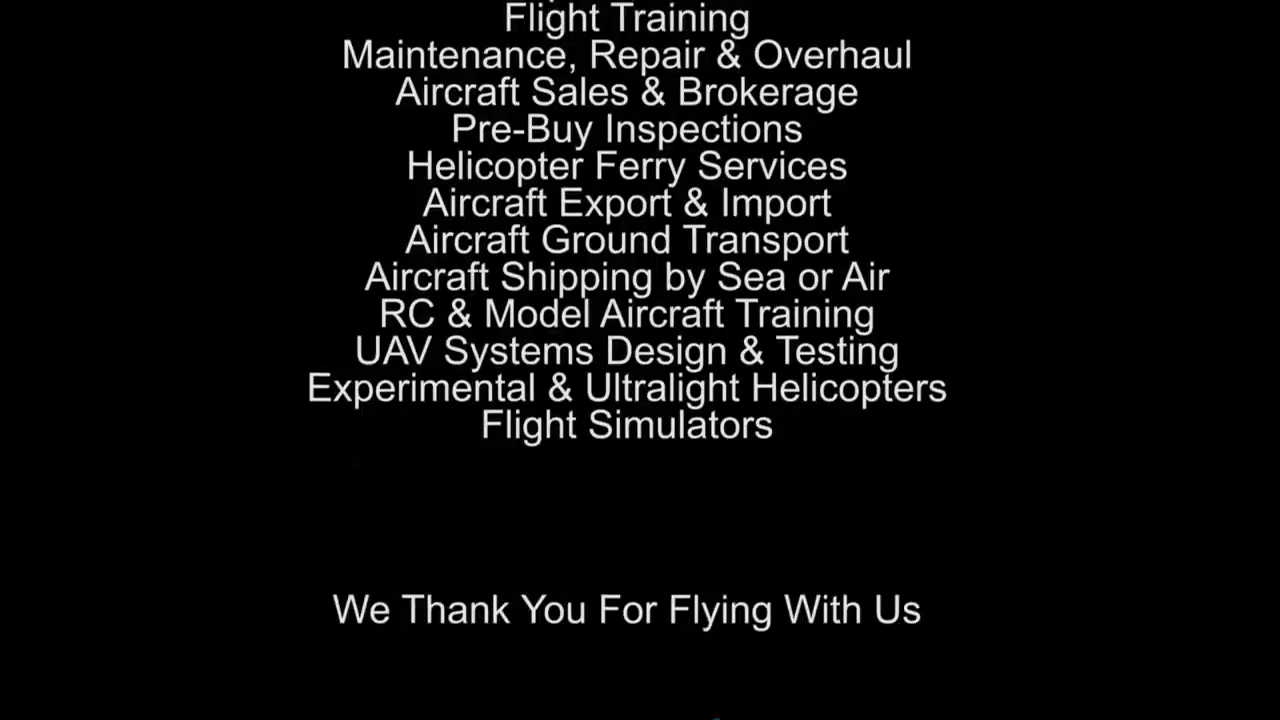 Flight Training
Maintenance, Repair & Overhaul
Aircraft Sales & Brokerage
Pre-Buy Inspections
Helicopter Ferry Services
Aircraft Export & Import
Aircraft Ground Transport
Aircraft Shipping by Sea or Air
RC & Model Aircraft Training
UAV Systems Design & Testing
Experimental & Ultralight Helicopters
Flight Simulators
We Thank You For Flying With Us